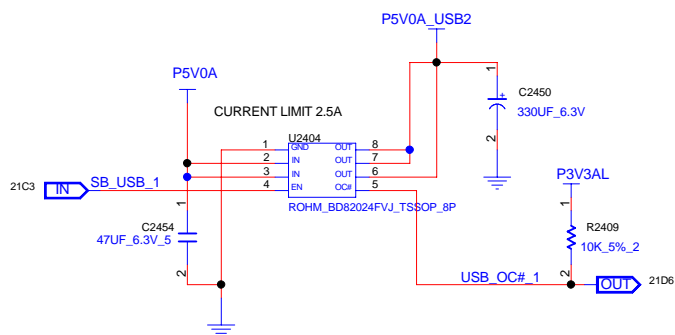 P5V0A_USB2
P5V0A
1
C2450
330UF_6.3V
2
CURRENT LIMIT 2.5A
U2404
1 GND OUT 8
2 IN OUT 7
3 IN OUT 6
4 EN OC# 5
ROHM_BD82024FVJ_TSSOP_8P
21C3 IN SB_USB_1
P3V3AL
1
C2454
47UF_6.3V_5
2
1
R2409
10K_5%_2
2
USB_OC#_1
OUT 21D6